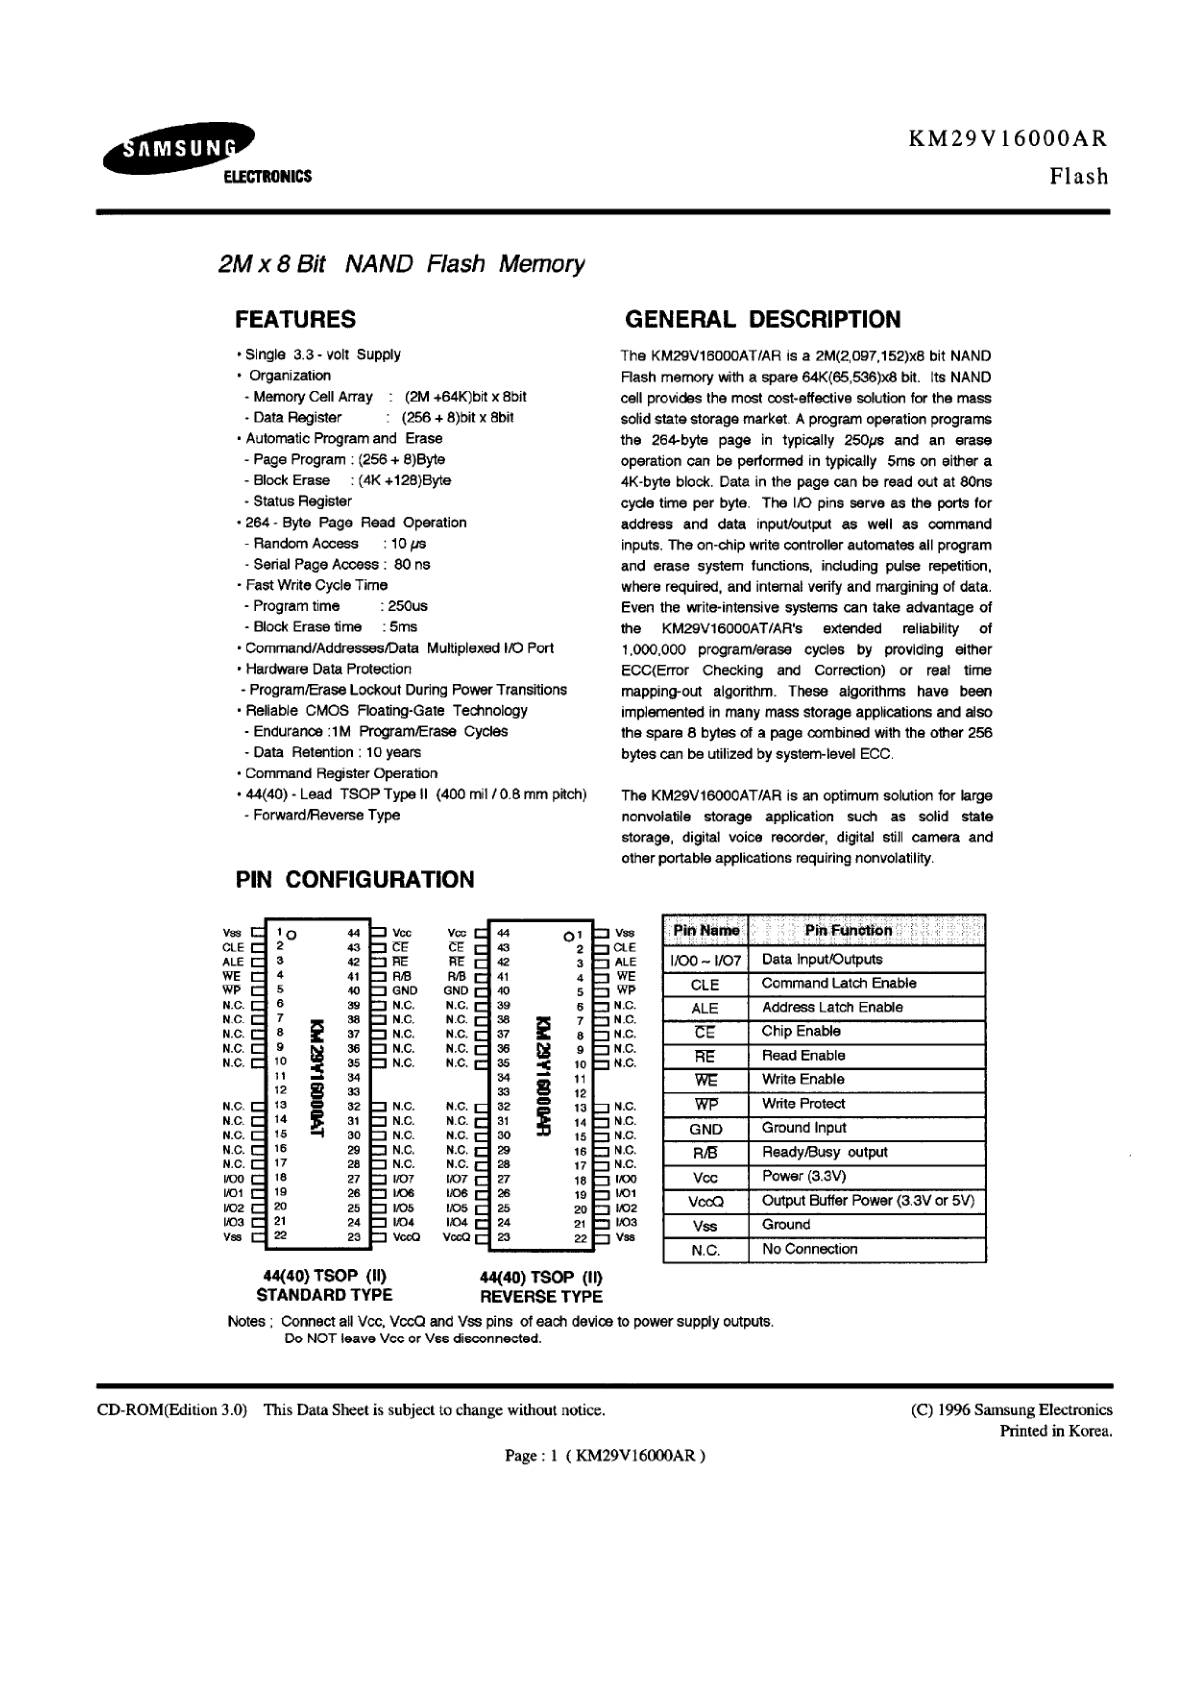 SAMSUNG
ELECTRONICS
KM29V16000AR
Flash
2M x 8 Bit NAND Flash Memory
FEATURES
• Single 3.3 - volt Supply
• Organization
- Memory Cell Array : (2M +64K)bit x 8bit
- Data Register : (256 + 8)bit x 8bit
• Automatic Program and Erase
- Page Program : (256 + 8)Byte
- Block Erase : (4K +128)Byte
- Status Register
• 264 - Byte Page Read Operation
- Random Access : 10 µs
- Serial Page Access : 80 ns
• Fast Write Cycle Time
- Program time : 250us
- Block Erase time : 5ms
• Command/Addresses/Data Multiplexed I/O Port
• Hardware Data Protection
- Program/Erase Lockout During Power Transitions
• Reliable CMOS Floating-Gate Technology
- Endurance :1M Program/Erase Cycles
- Data Retention : 10 years
• Command Register Operation
• 44(40) - Lead TSOP Type II (400 mil / 0.8 mm pitch)
- Forward/Reverse Type
GENERAL DESCRIPTION
The KM29V16000AT/AR is a 2M(2,097,152)x8 bit NAND
Flash memory with a spare 64K(65,536)x8 bit. Its NAND
cell provides the most cost-effective solution for the mass
solid state storage market. A program operation programs
the 264-byte page in typically 250µs and an erase
operation can be performed in typically 5ms on either a
4K-byte block. Data in the page can be read out at 80ns
cycle time per byte. The I/O pins serve as the ports for
address and data input/output as well as command
inputs. The on-chip write controller automates all program
and erase system functions, including pulse repetition,
where required, and internal verify and margining of data.
Even the write-intensive systems can take advantage of
the KM29V16000AT/AR's extended reliability of
1,000,000 program/erase cycles by providing either
ECC(Error Checking and Correction) or real time
mapping-out algorithm. These algorithms have been
implemented in many mass storage applications and also
the spare 8 bytes of a page combined with the other 256
bytes can be utilized by system-level ECC.
The KM29V16000AT/AR is an optimum solution for large
nonvolatile storage application such as solid state
storage, digital voice recorder, digital still camera and
other portable applications requiring nonvolatility.
PIN CONFIGURATION
Vss 1 44 Vcc Vcc 44 1 Vss
CLE 2 43 CE CE 43 2 CLE
ALE 3 42 RE RE 42 3 ALE
WE 4 41 R/B R/B 41 4 WE
WP 5 40 GND GND 40 5 WP
N.C. 6 39 N.C. N.C. 39 6 N.C.
N.C. 7 38 N.C. N.C. 38 7 N.C.
N.C. 8 37 N.C. N.C. 37 8 N.C.
N.C. 9 36 N.C. N.C. 36 9 N.C.
N.C. 10 35 N.C. N.C. 35 10 N.C.
11 34 34 11
12 33 33 12
N.C. 13 32 N.C. N.C. 32 13 N.C.
N.C. 14 31 N.C. N.C. 31 14 N.C.
N.C. 15 30 N.C. N.C. 30 15 N.C.
N.C. 16 29 N.C. N.C. 29 16 N.C.
N.C. 17 28 N.C. N.C. 28 17 N.C.
I/O0 18 27 I/O7 I/O7 27 18 I/O0
I/O1 19 26 I/O6 I/O6 26 19 I/O1
I/O2 20 25 I/O5 I/O5 25 20 I/O2
I/O3 21 24 I/O4 I/O4 24 21 I/O3
Vss 22 23 VccQ VccQ 23 22 Vss
KM29V16000AT
KM29V16000AR
44(40) TSOP (II)
STANDARD TYPE
44(40) TSOP (II)
REVERSE TYPE
Pin Name Pin Function
I/O0 ~ I/O7 Data Input/Outputs
CLE Command Latch Enable
ALE Address Latch Enable
CE Chip Enable
RE Read Enable
WE Write Enable
WP Write Protect
GND Ground Input
R/B Ready/Busy output
Vcc Power (3.3V)
VccQ Output Buffer Power (3.3V or 5V)
Vss Ground
N.C. No Connection
Notes ; Connect all Vcc, VccQ and Vss pins of each device to power supply outputs.
Do NOT leave Vcc or Vss disconnected.
CD-ROM(Edition 3.0) This Data Sheet is subject to change without notice.
(C) 1996 Samsung Electronics
Printed in Korea.
Page : 1 ( KM29V16000AR )